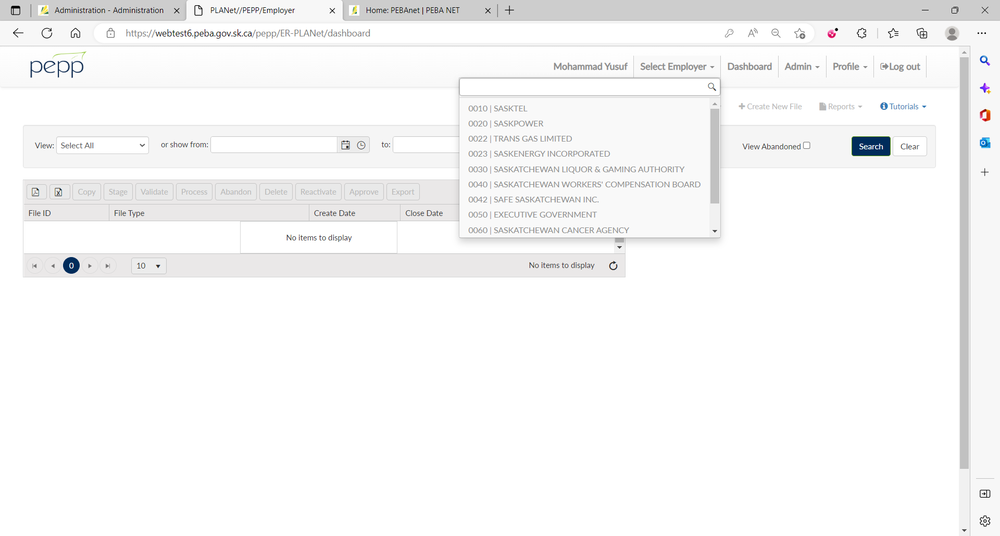 Administration - Administration
PLANet//PEPP/Employer
Home: PEBAnet | PEBA NET
https://webtest6.peba.gov.sk.ca/pepp/ER-PLANet/dashboard
pepp
Mohammad Yusuf
Select Employer
Dashboard
Admin
Profile
Log out
0010 | SASKTEL
0020 | SASKPOWER
0022 | TRANS GAS LIMITED
0023 | SASKENERGY INCORPORATED
0030 | SASKATCHEWAN LIQUOR & GAMING AUTHORITY
0040 | SASKATCHEWAN WORKERS' COMPENSATION BOARD
0042 | SAFE SASKATCHEWAN INC.
0050 | EXECUTIVE GOVERNMENT
0060 | SASKATCHEWAN CANCER AGENCY
Create New File
Reports
Tutorials
View: Select All
or show from:
to:
View Abandoned
Search
Clear
Copy
Stage
Validate
Process
Abandon
Delete
Reactivate
Approve
Export
File ID
File Type
Create Date
Close Date
No items to display
0
10
No items to display